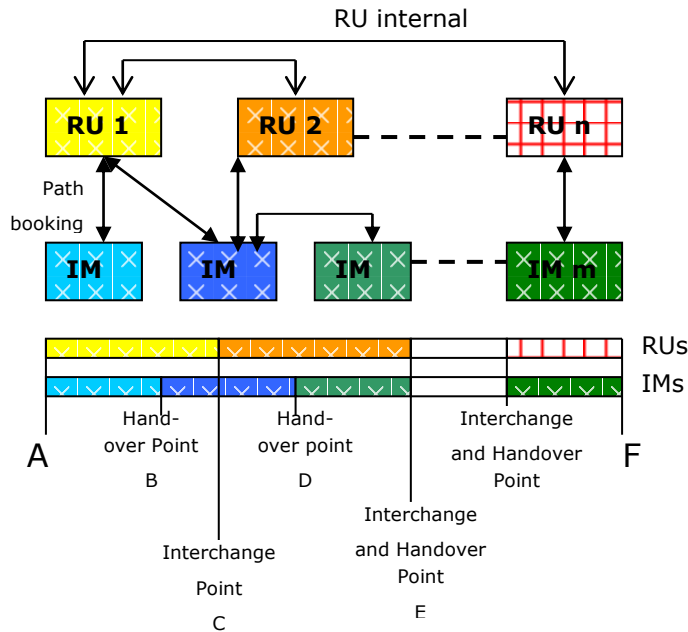 RU internal
RU 1
RU 2
RU n
Path
booking
IM
IM
IM
IM m
RUs
IMs
A
Hand-
over Point
B
Hand-
over point
D
Interchange
and Handover
Point
F
Interchange
Point
C
Interchange
and Handover
Point
E